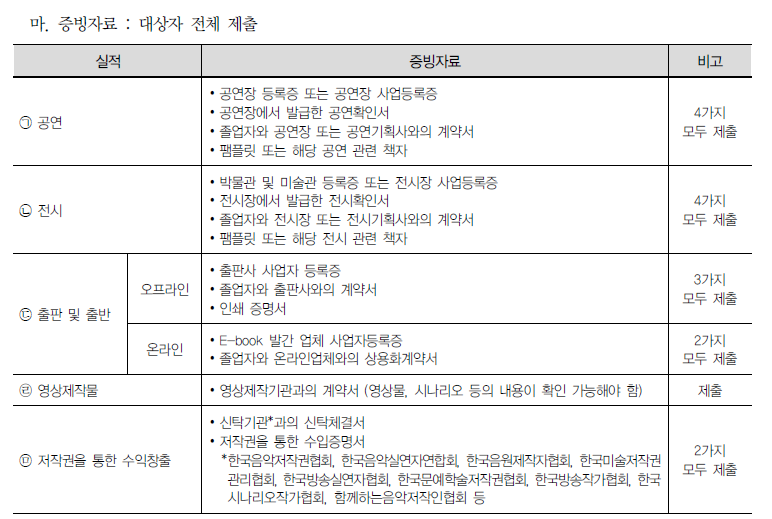 마. 증빙자료 : 대상자 전체 제출
실적 증빙자료 비고
㉠ 공연
• 공연장 등록증 또는 공연장 사업등록증
• 공연장에서 발급한 공연확인서
• 졸업자와 공연장 또는 공연기획사와의 계약서
• 팸플릿 또는 해당 공연 관련 책자
4가지
모두 제출
㉡ 전시
• 박물관 및 미술관 등록증 또는 전시장 사업등록증
• 전시장에서 발급한 전시확인서
• 졸업자와 전시장 또는 전시기획사와의 계약서
• 팸플릿 또는 해당 전시 관련 책자
4가지
모두 제출
㉢ 출판 및 출반
오프라인
• 출판사 사업자 등록증
• 졸업자와 출판사와의 계약서
• 인쇄 증명서
3가지
모두 제출
온라인
• E-book 발간 업체 사업자등록증
• 졸업자와 온라인업체와의 상용화계약서
2가지
모두 제출
㉣ 영상제작물
• 영상제작기관과의 계약서 (영상물, 시나리오 등의 내용이 확인 가능해야 함)
제출
㉤ 저작권을 통한 수익창출
• 신탁기관*과의 신탁체결서
• 저작권을 통한 수입증명서
*한국음악저작권협회, 한국음악실연자연합회, 한국음원제작자협회, 한국미술저작권
관리협회, 한국방송실연자협회, 한국문예학술저작권협회, 한국방송작가협회, 한국
시나리오작가협회, 함께하는음악저작인협회 등
2가지
모두 제출